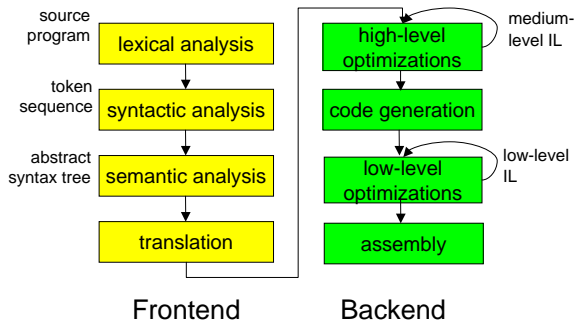 source
program
lexical analysis
token
sequence
syntactic analysis
abstract
syntax tree
semantic analysis
translation
Frontend
high-level
optimizations
medium-
level IL
code generation
low-level
optimizations
low-level
IL
assembly
Backend